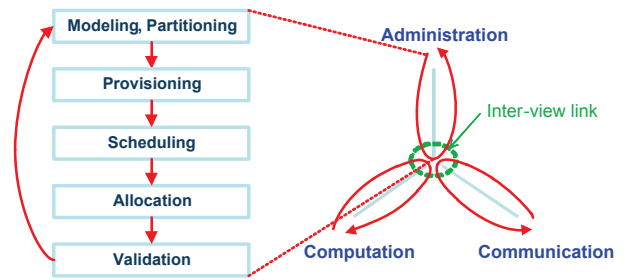 Modeling, Partitioning
Provisioning
Scheduling
Allocation
Validation
Administration
Inter-view link
Computation
Communication